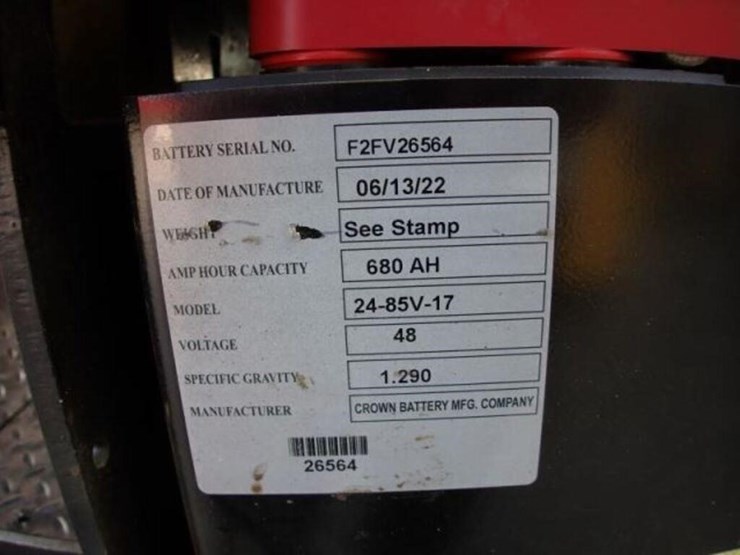 BATTERY SERIAL NO. F2FV26564
DATE OF MANUFACTURE 06/13/22
WEIGHT See Stamp
AMP HOUR CAPACITY 680 AH
MODEL 24-85V-17
VOLTAGE 48
SPECIFIC GRAVITY 1.290
MANUFACTURER CROWN BATTERY MFG. COMPANY
26564